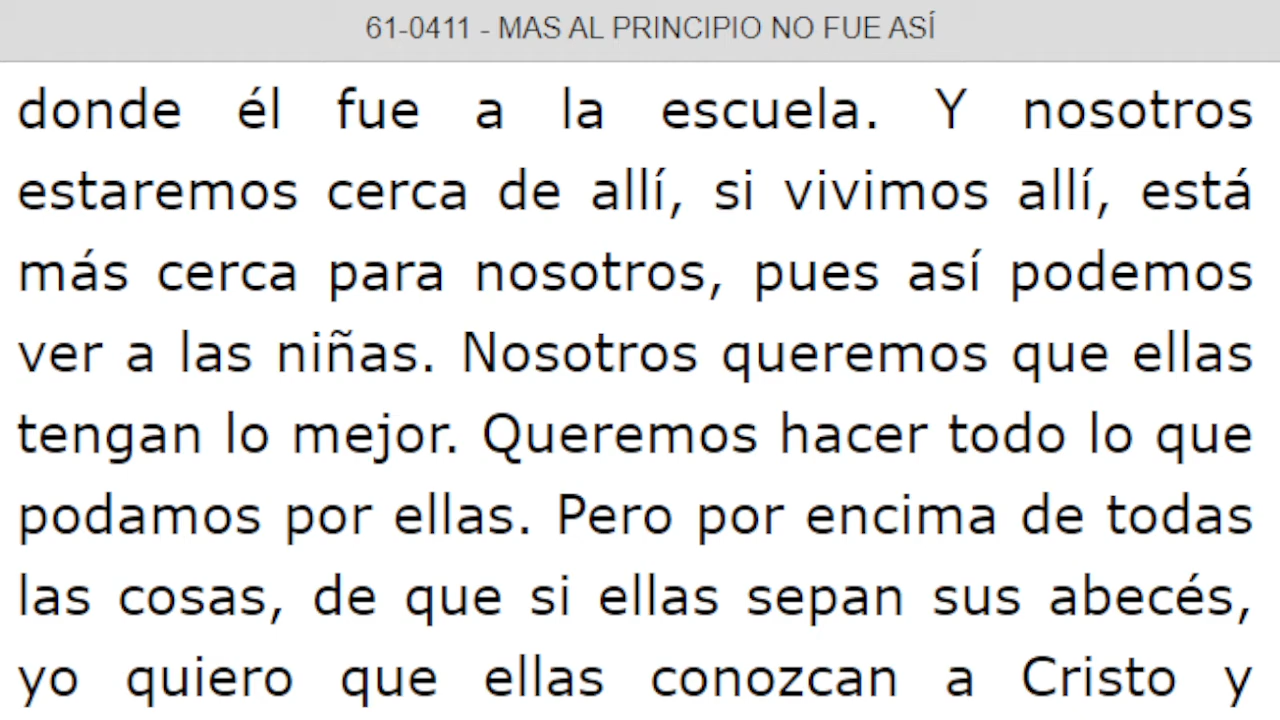 61-0411 - MAS AL PRINCIPIO NO FUE ASÍ
donde él fue a la escuela. Y nosotros
estaremos cerca de allí, si vivimos allí, está
más cerca para nosotros, pues así podemos
ver a las niñas. Nosotros queremos que ellas
tengan lo mejor. Queremos hacer todo lo que
podamos por ellas. Pero por encima de todas
las cosas, de que si ellas sepan sus abecés,
yo quiero que ellas conozcan a Cristo y